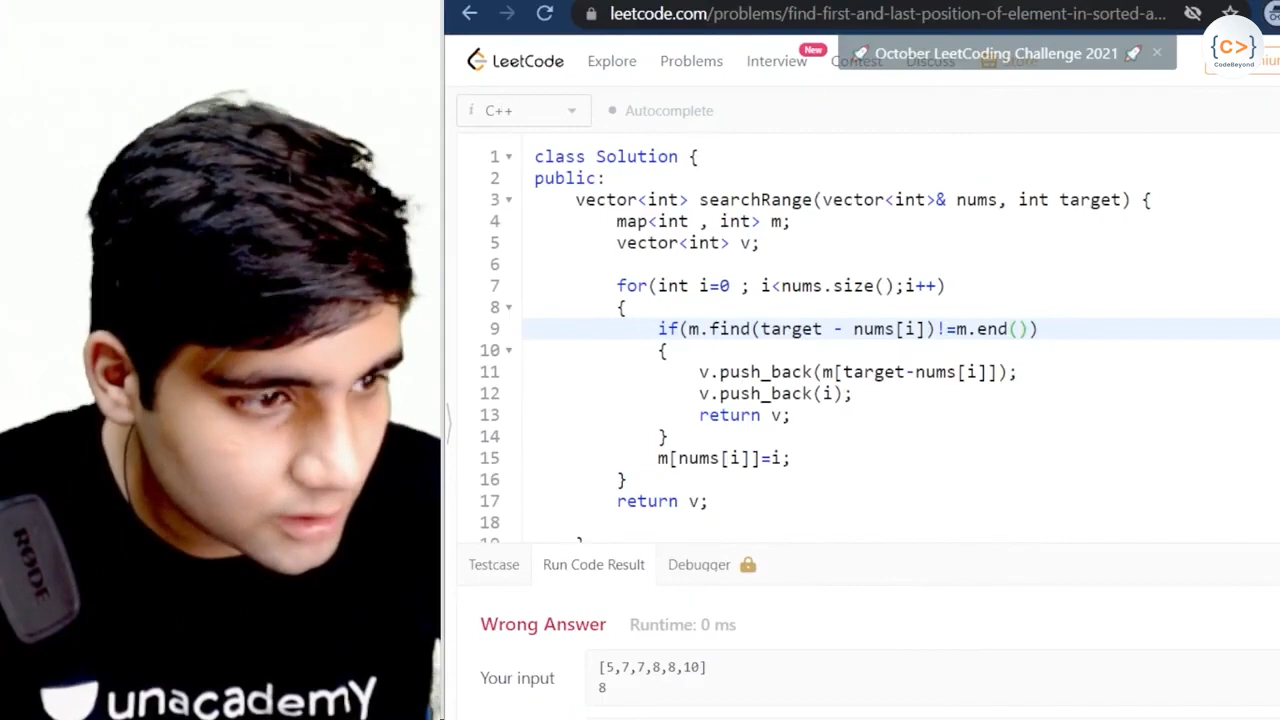 leetcode.com/problems/find-first-and-last-position-of-element-in-sorted-a...
{C>}
CodeBeyond
LeetCode Explore Problems Interview New Contest Discuss
🚀 October LeetCoding Challenge 2021 🚀 ×
i C++ Autocomplete
1 class Solution {
2 public:
3 vector<int> searchRange(vector<int>& nums, int target) {
4 map<int , int> m;
5 vector<int> v;
6
7 for(int i=0 ; i<nums.size();i++)
8 {
9 if(m.find(target - nums[i])!=m.end())
10 {
11 v.push_back(m[target-nums[i]]);
12 v.push_back(i);
13 return v;
14 }
15 m[nums[i]]=i;
16 }
17 return v;
18
Testcase Run Code Result Debugger
Wrong Answer Runtime: 0 ms
Your input
[5,7,7,8,8,10]
8
RØDE
unacademy